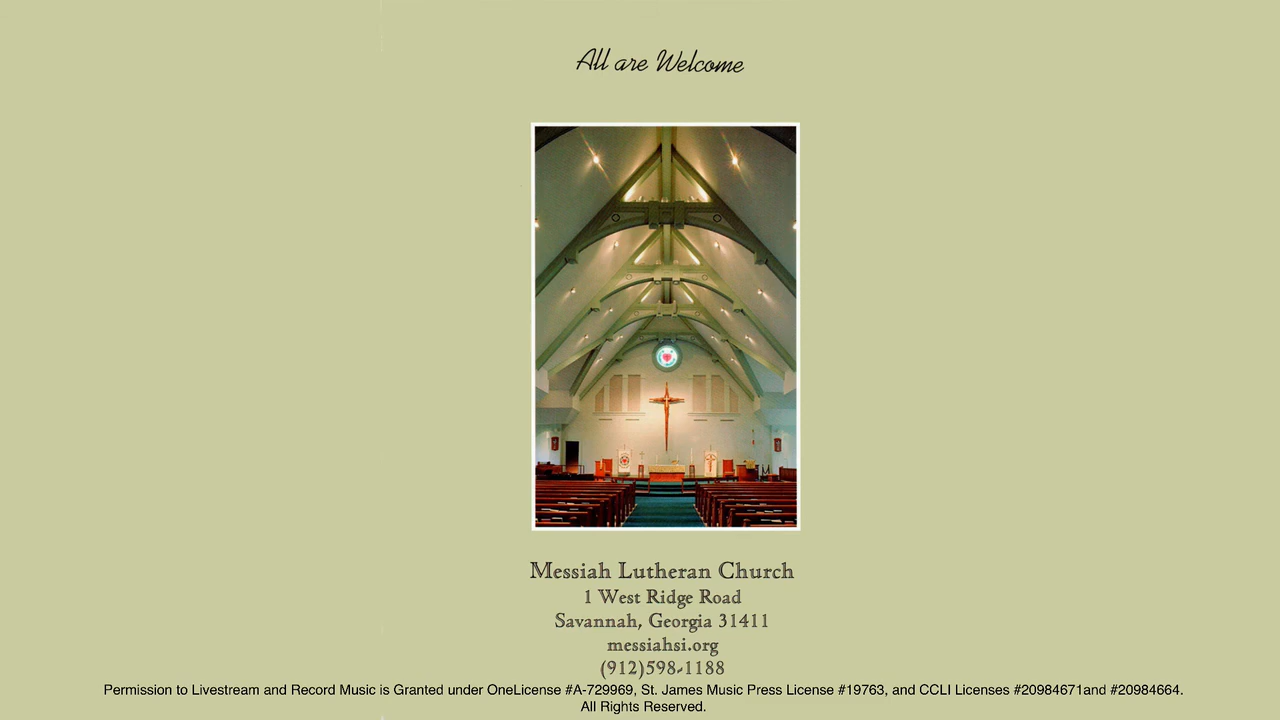 All are Welcome
Messiah Lutheran Church
1 West Ridge Road
Savannah, Georgia 31411
messiahsi.org
(912)598-1188
Permission to Livestream and Record Music is Granted under OneLicense #A-729969, St. James Music Press License #19763, and CCLI Licenses #20984671and #20984664.
All Rights Reserved.